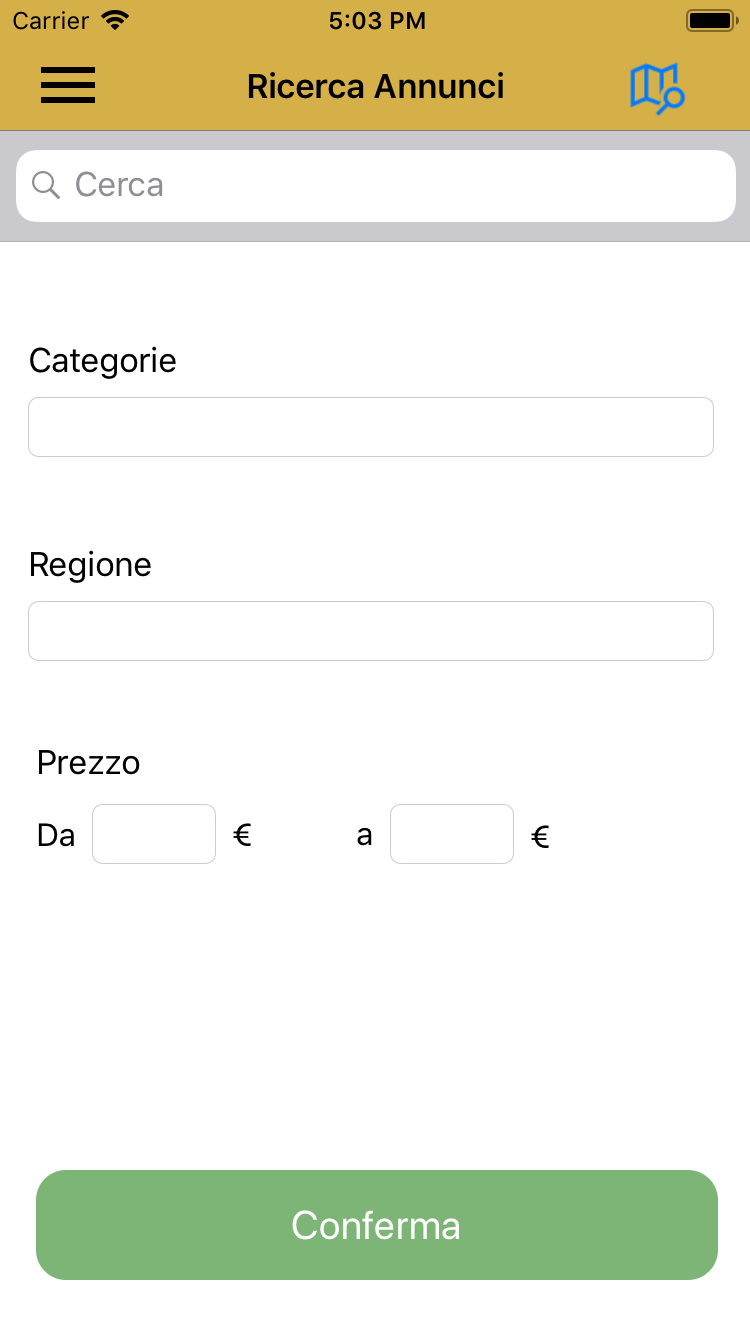 Carrier 5:03 PM
Ricerca Annunci
Cerca
Categorie
Regione
Prezzo
Da € a €
Conferma